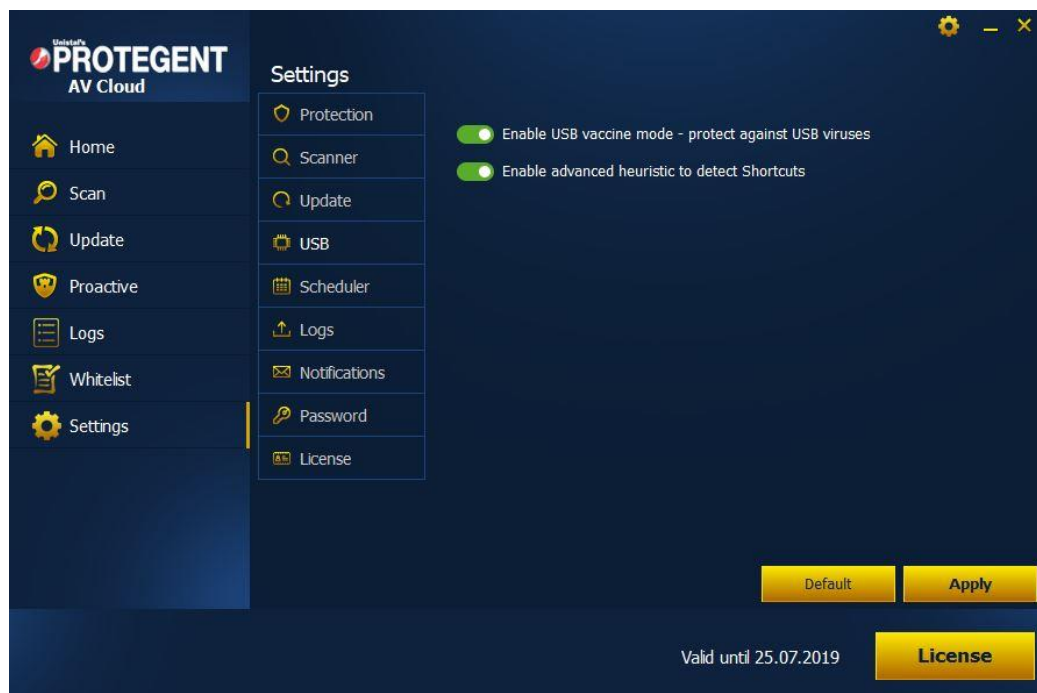 Unistal's
PROTEGENT
AV Cloud
Home
Scan
Update
Proactive
Logs
Whitelist
Settings
Settings
Protection
Scanner
Update
USB
Scheduler
Logs
Notifications
Password
License
Enable USB vaccine mode - protect against USB viruses
Enable advanced heuristic to detect Shortcuts
Default
Apply
Valid until 25.07.2019
License